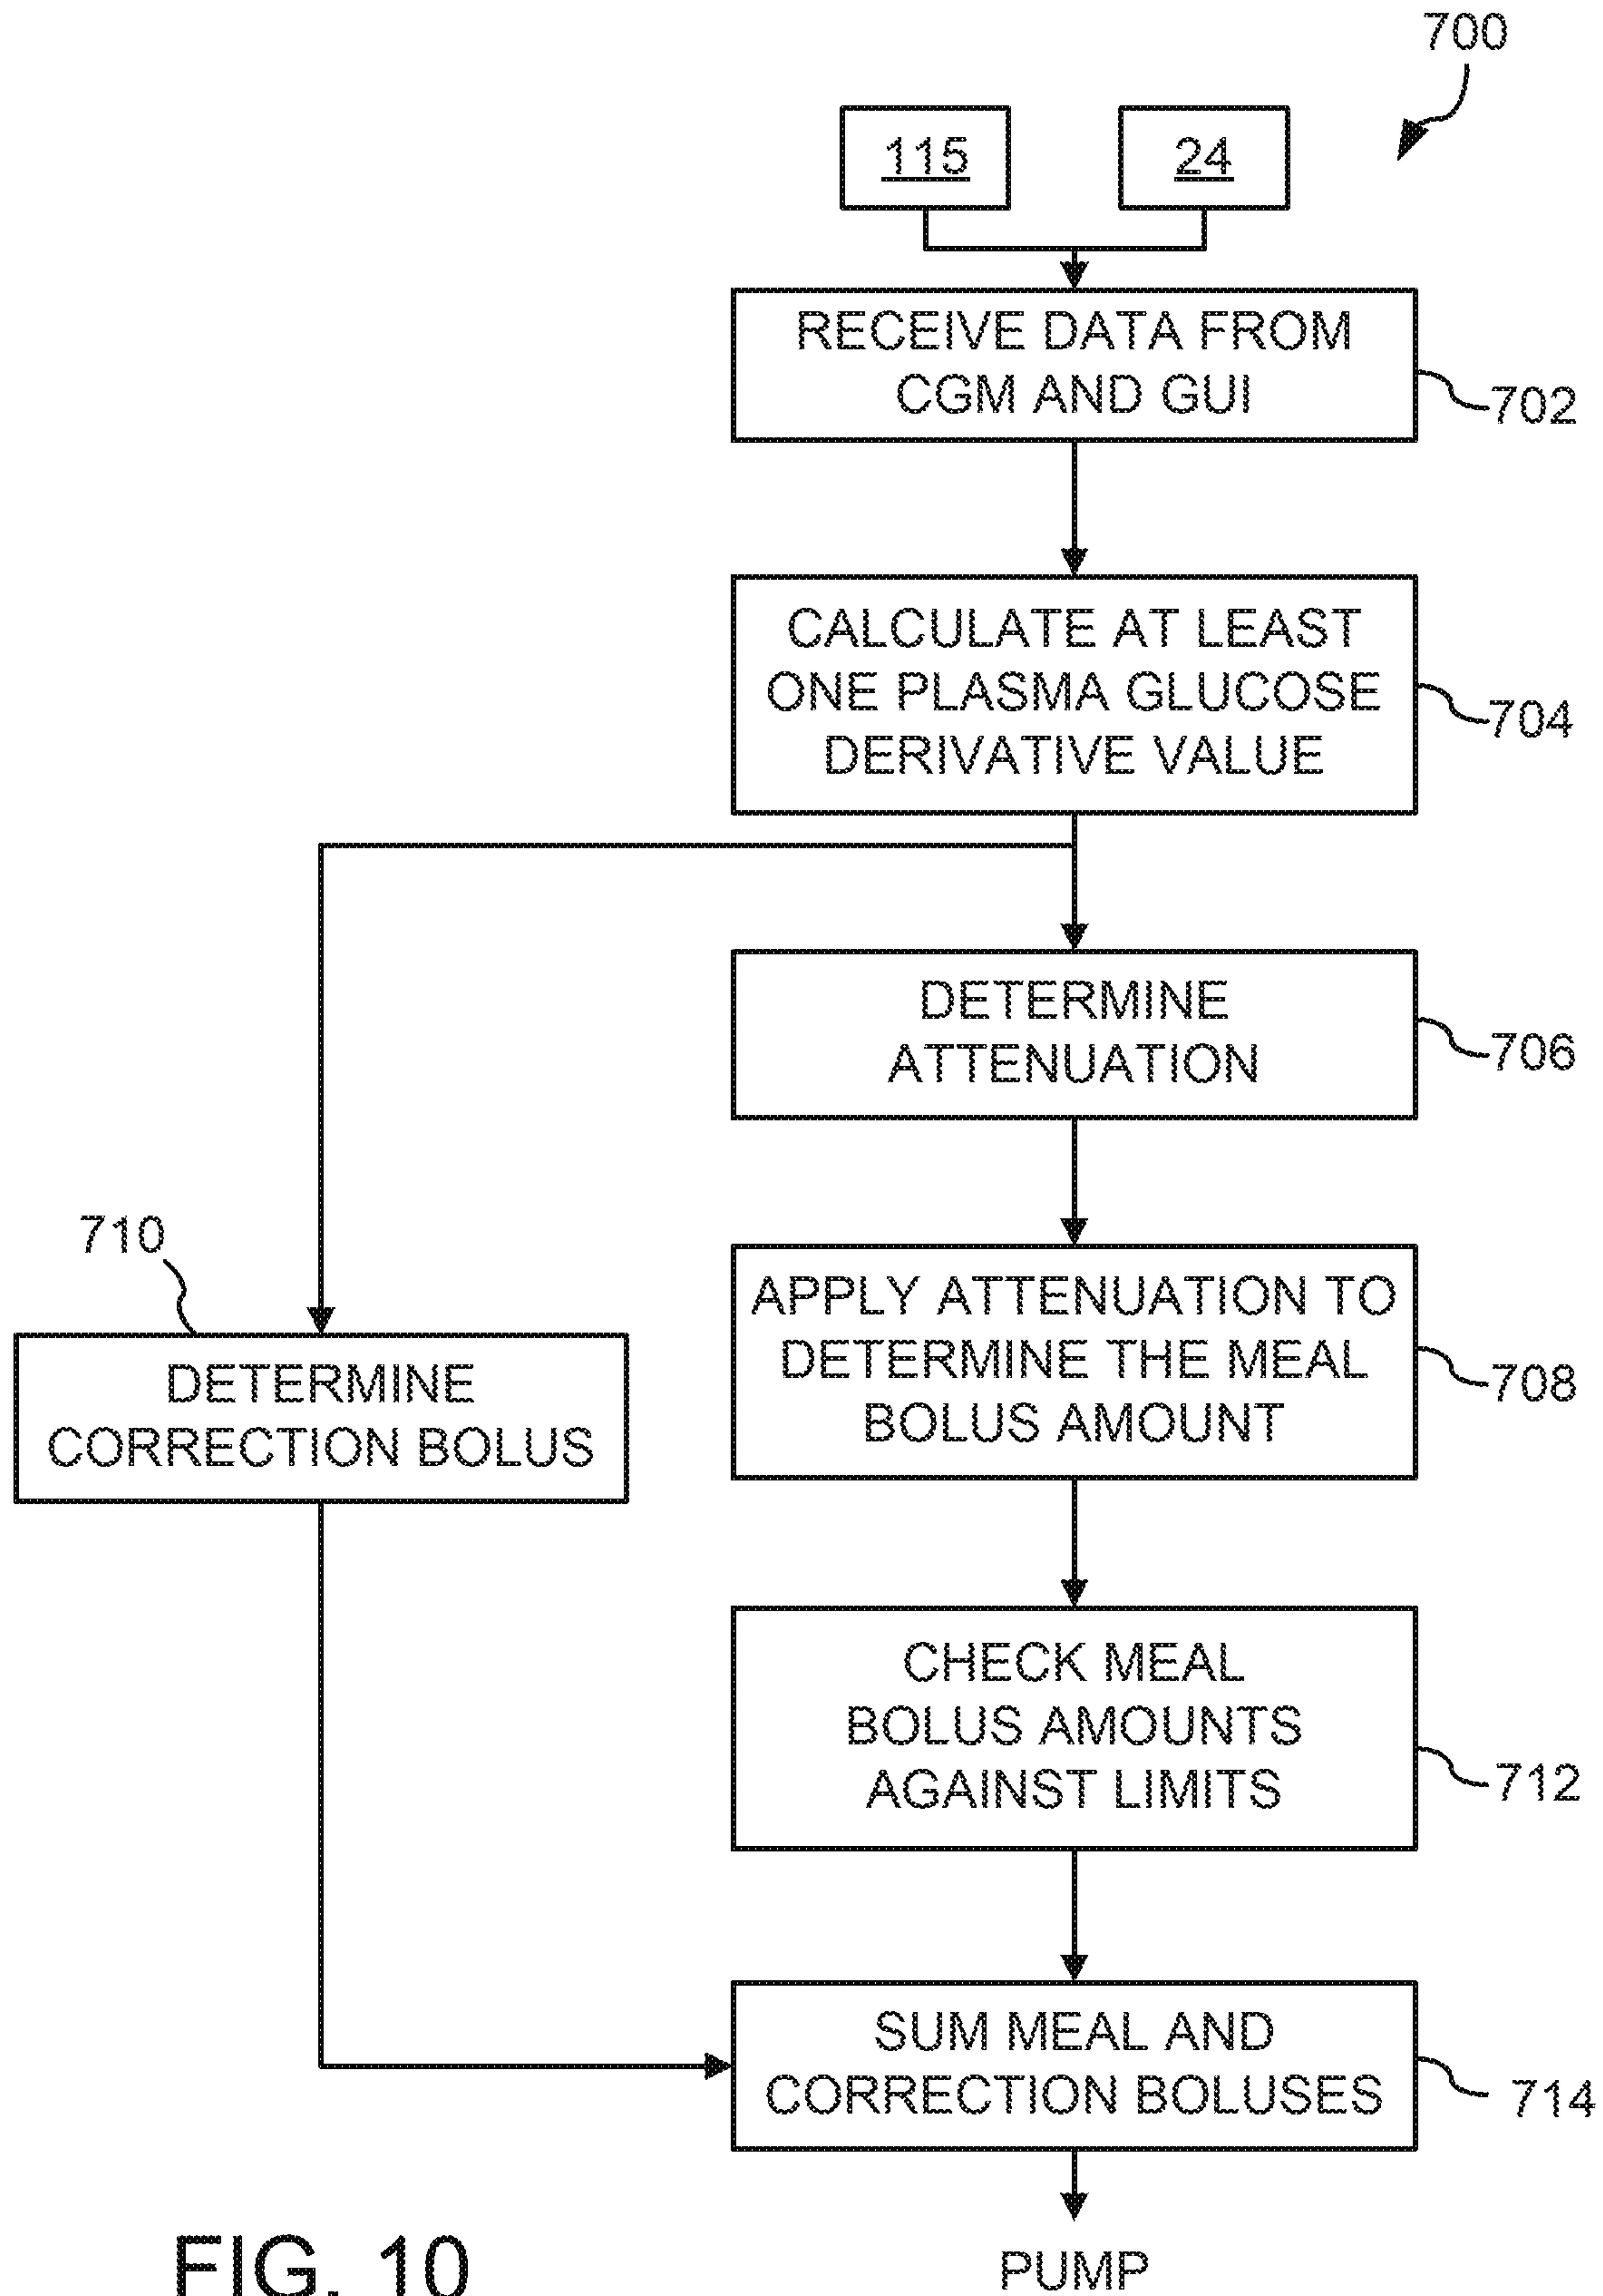 700
115
24
RECEIVE DATA FROM
CGM AND GUI
702
CALCULATE AT LEAST
ONE PLASMA GLUCOSE
DERIVATIVE VALUE
704
DETERMINE
ATTENUATION
706
710
DETERMINE
CORRECTION BOLUS
APPLY ATTENUATION TO
DETERMINE THE MEAL
BOLUS AMOUNT
708
CHECK MEAL
BOLUS AMOUNTS
AGAINST LIMITS
712
SUM MEAL AND
CORRECTION BOLUSES
714
PUMP
FIG. 10